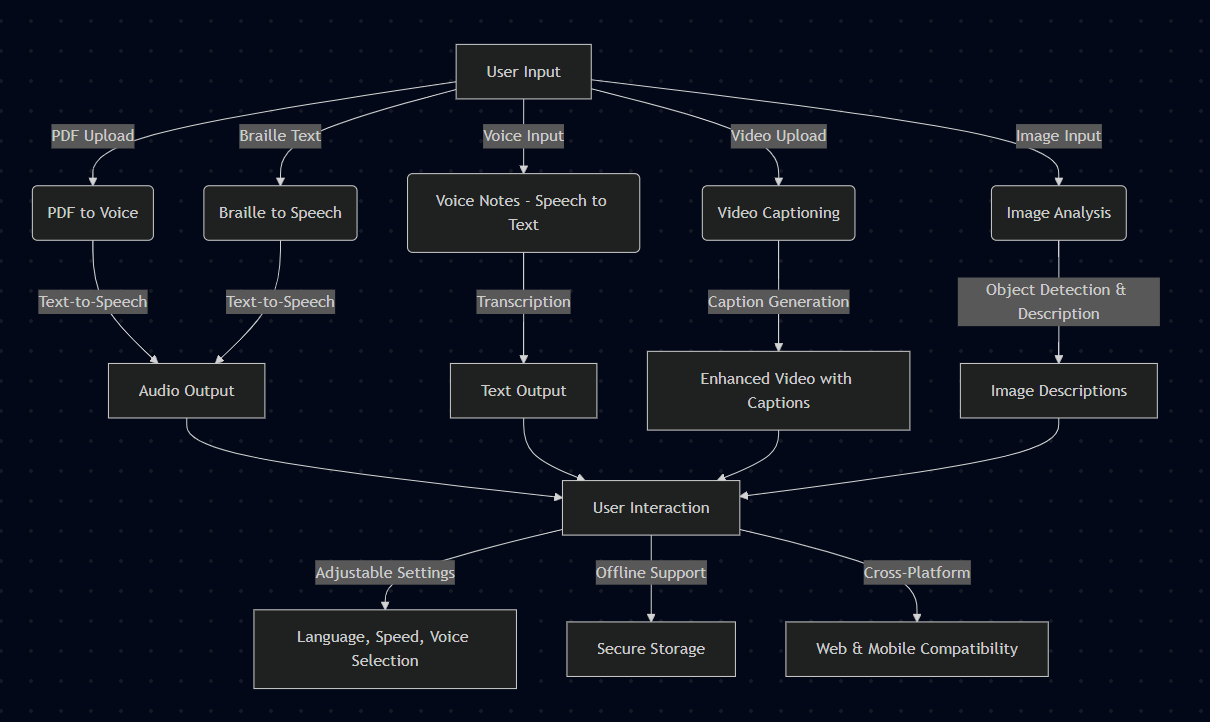 User Input
PDF Upload
Braille Text
Voice Input
Video Upload
Image Input
PDF to Voice
Braille to Speech
Voice Notes - Speech to
Text
Video Captioning
Image Analysis
Text-to-Speech
Text-to-Speech
Transcription
Caption Generation
Object Detection &
Description
Audio Output
Text Output
Enhanced Video with
Captions
Image Descriptions
User Interaction
Adjustable Settings
Offline Support
Cross-Platform
Language, Speed, Voice
Selection
Secure Storage
Web & Mobile Compatibility